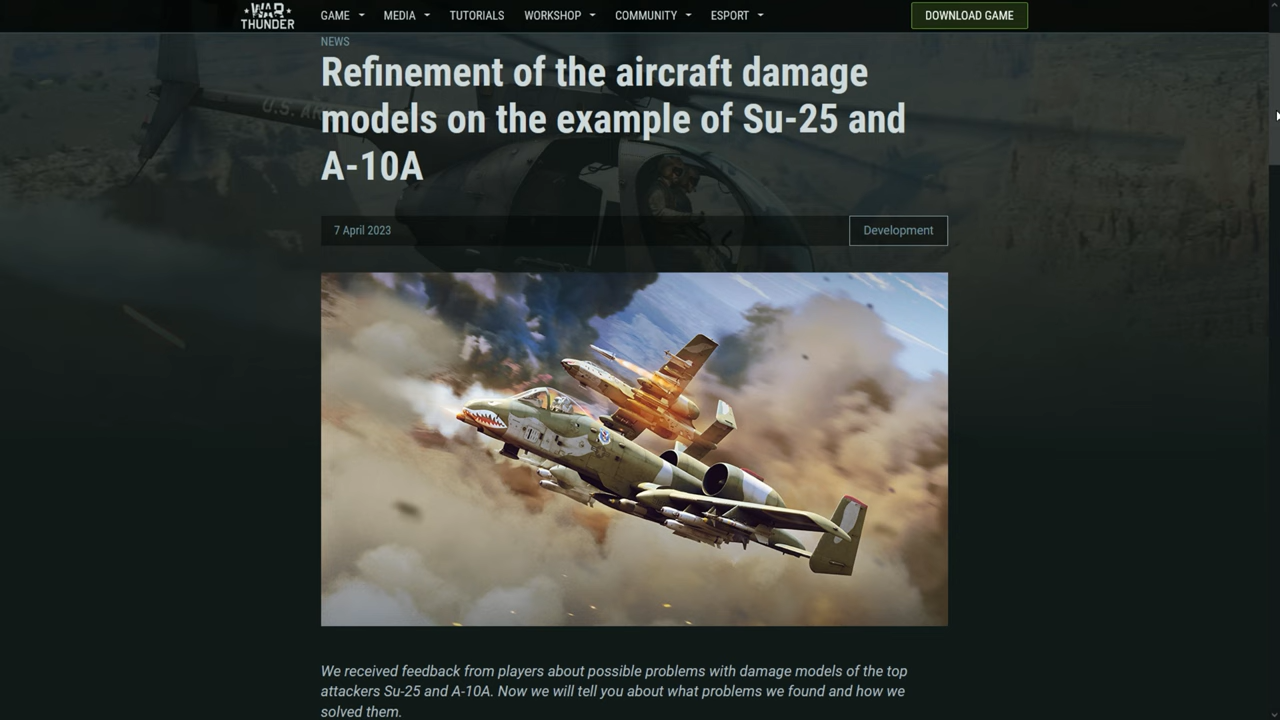 WAR
THUNDER
GAME
MEDIA
TUTORIALS
WORKSHOP
COMMUNITY
ESPORT
DOWNLOAD GAME
NEWS
Refinement of the aircraft damage
models on the example of Su-25 and
A-10A
7 April 2023
Development
We received feedback from players about possible problems with damage models of the top
attackers Su-25 and A-10A. Now we will tell you about what problems we found and how we
solved them.